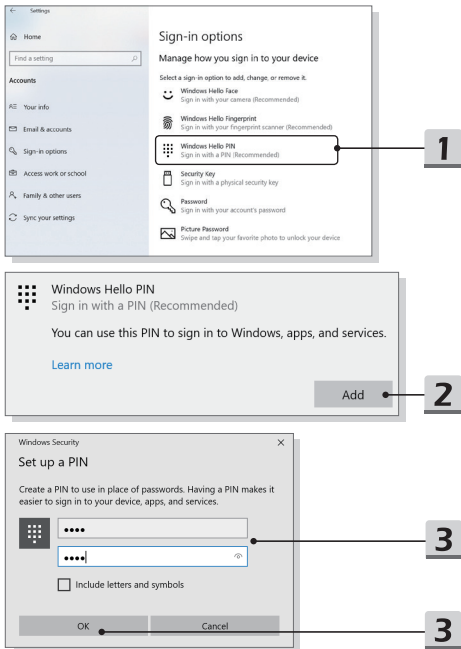 Settings
Home
Find a setting
Accounts
Your info
Email & accounts
Sign-in options
Access work or school
Family & other users
Sync your settings
Sign-in options
Manage how you sign in to your device
Select a sign-in option to add, change, or remove it.
Windows Hello Face
Sign in with your camera (Recommended)
Windows Hello Fingerprint
Sign in with your fingerprint scanner (Recommended)
Windows Hello PIN
Sign in with a PIN (Recommended)
Security Key
Sign in with a physical security key
Password
Sign in with your account's password
Picture Password
Swipe and tap your favorite photo to unlock your device
1
Windows Hello PIN
Sign in with a PIN (Recommended)
You can use this PIN to sign in to Windows, apps, and services.
Learn more
Add
2
Windows Security
Set up a PIN
Create a PIN to use in place of passwords. Having a PIN makes it
easier to sign in to your device, apps, and services.
••••
••••
3
Include letters and symbols
OK
Cancel
3